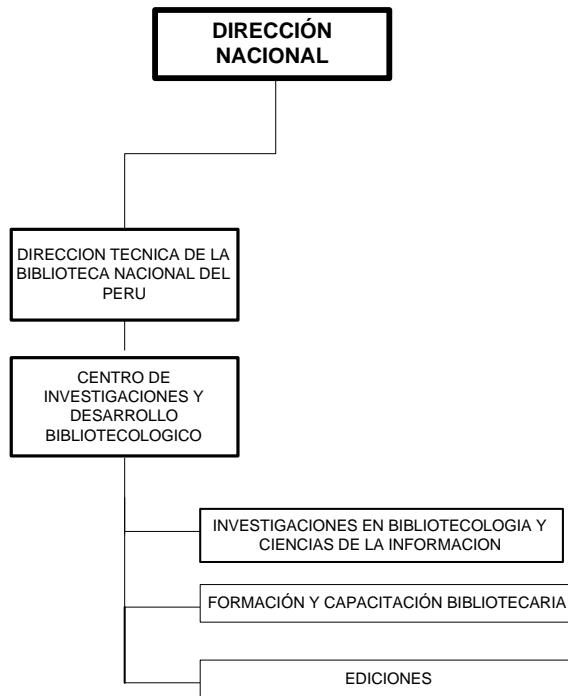 DIRECCIÓN
NACIONAL
DIRECCION TECNICA DE LA
BIBLIOTECA NACIONAL DEL
PERU
CENTRO DE
INVESTIGACIONES Y
DESARROLLO
BIBLIOTECOLOGICO
INVESTIGACIONES EN BIBLIOTECOLOGIA Y
CIENCIAS DE LA INFORMACION
FORMACIÓN Y CAPACITACIÓN BIBLIOTECARIA
EDICIONES